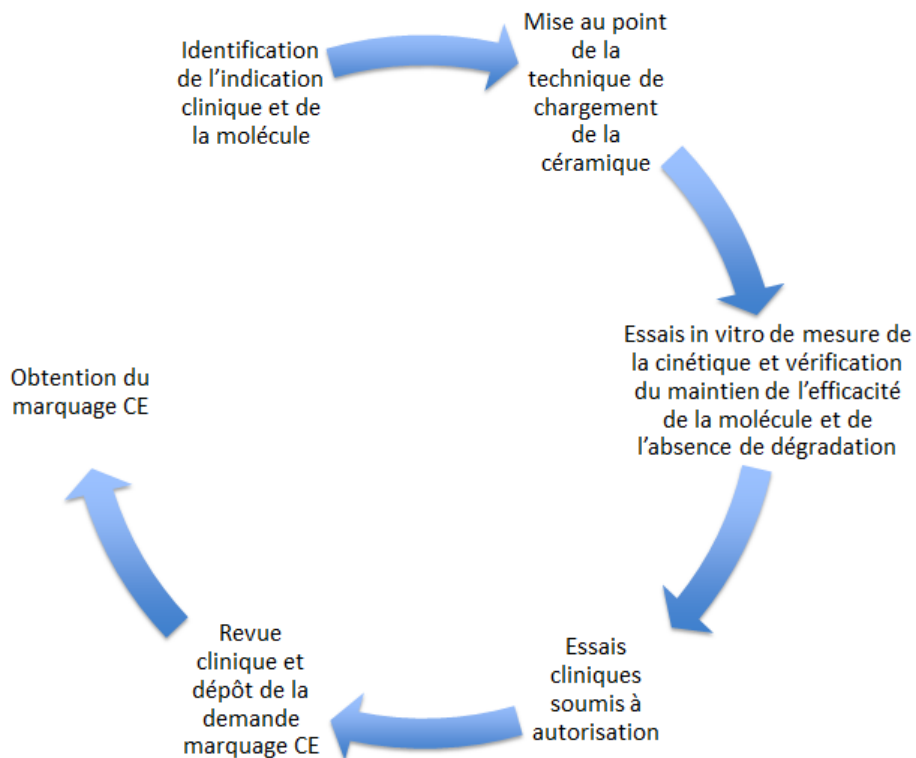 Identification
de l'indication
clinique et de
la molécule
Mise au point
de la
technique de
chargement
de la
céramique
Essais in vitro de mesure de
la cinétique et vérification
du maintien de l'efficacité
de la molécule et de
l'absence de dégradation
Essais
cliniques
soumis à
autorisation
Revue
clinique et
dépôt de la
demande
marquage CE
Obtention du
marquage CE